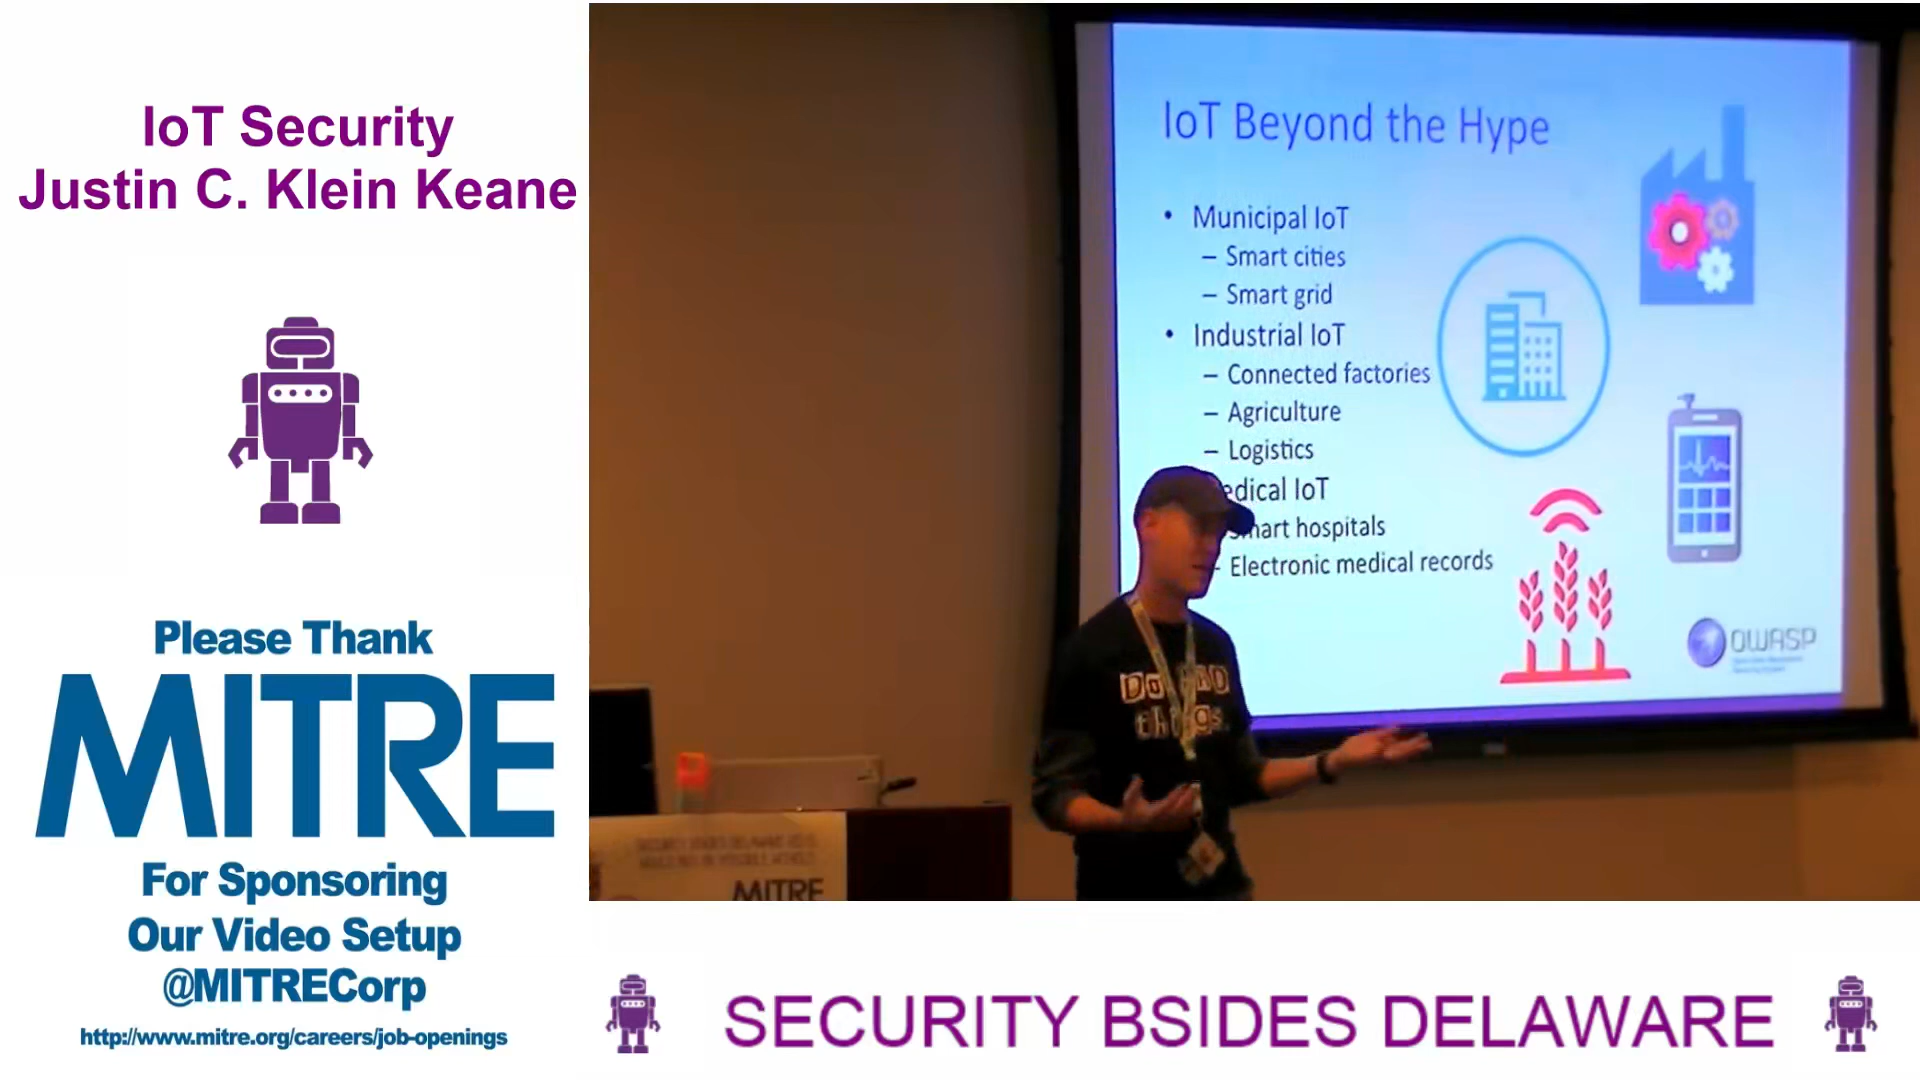 IoT Security
Justin C. Klein Keane
Please Thank
MITRE
For Sponsoring
Our Video Setup
@MITRECorp
http://www.mitre.org/careers/job-openings
IoT Beyond the Hype
• Municipal IoT
– Smart cities
– Smart grid
• Industrial IoT
– Connected factories
– Agriculture
– Logistics
edical IoT
mart hospitals
– Electronic medical records
OWASP
things
MITRE
SECURITY BSIDES DELAWARE